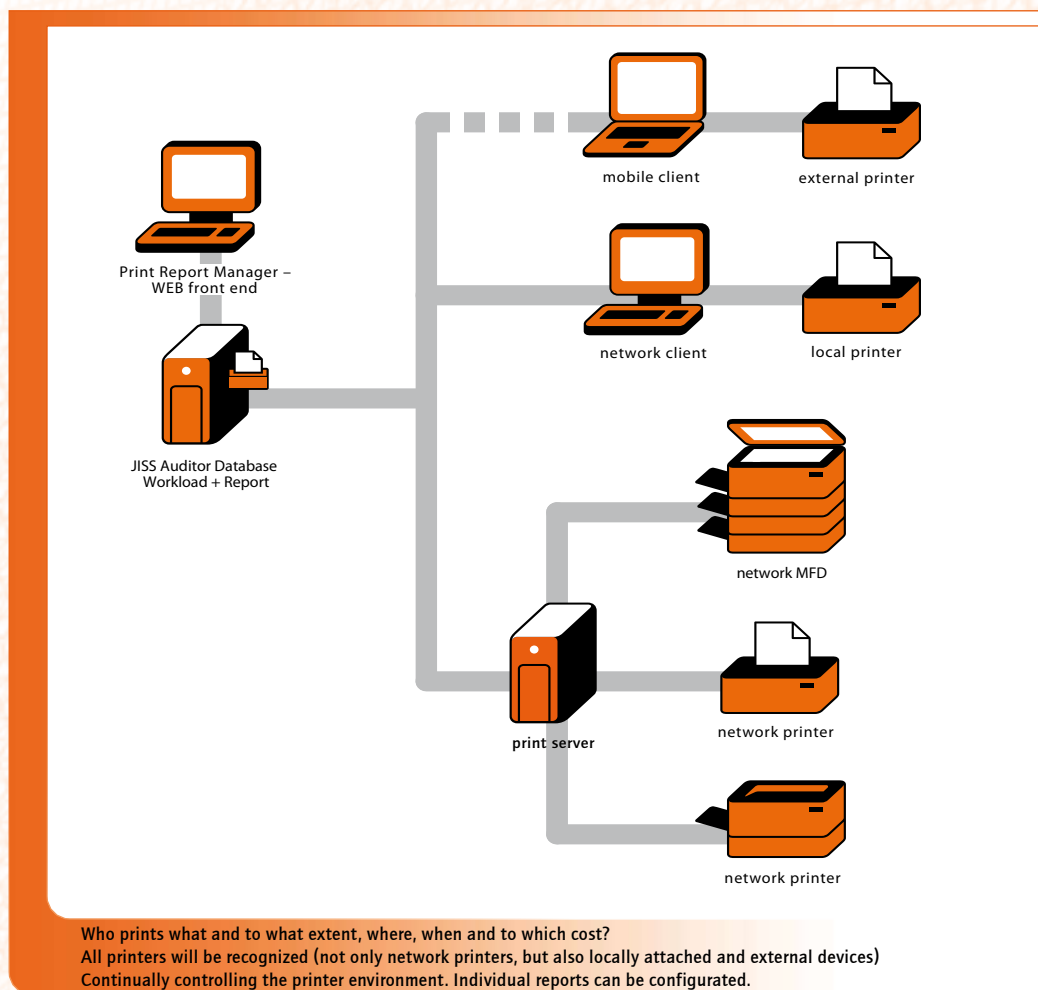 mobile client
external printer
Print Report Manager –
WEB front end
network client
local printer
JISS Auditor Database
Workload + Report
network MFD
network printer
print server
network printer
Who prints what and to what extent, where, when and to which cost?
All printers will be recognized (not only network printers, but also locally attached and external devices)
Continually controlling the printer environment. Individual reports can be configurated.